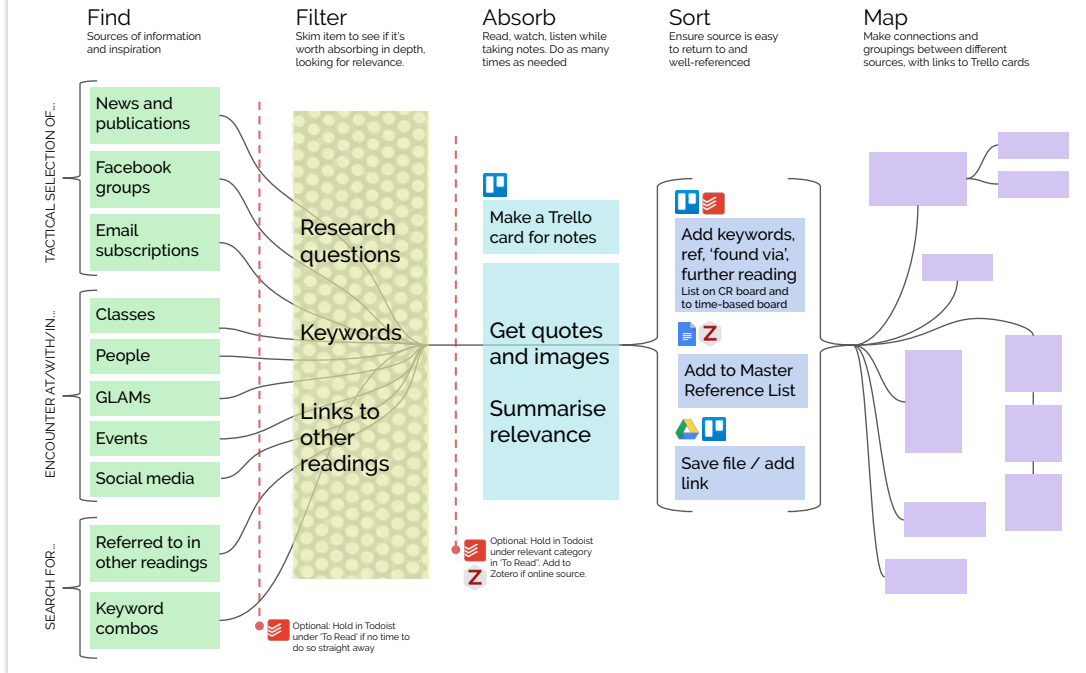 Find
Sources of information
and inspiration
Filter
Skim item to see if it's
worth absorbing in depth,
looking for relevance.
Absorb
Read, watch, listen while
taking notes. Do as many
times as needed
Sort
Ensure source is easy
to return to and
well-referenced
Map
Make connections and
groupings between different
sources, with links to Trello cards
TACTICAL SELECTION OF...
News and
publications
Facebook
groups
Email
subscriptions
ENCOUNTER AT/WITH/IN...
Classes
People
GLAMs
Events
Social media
SEARCH FOR...
Referred to in
other readings
Keyword
combos
Optional: Hold in Todoist
under 'To Read' if no time to
do so straight away
Research
questions
Keywords
Links to
other
readings
Optional: Hold in Todoist
under relevant category
in 'To Read”. Add to
Zotero if online source.
Z
Make a Trello
card for notes
Get quotes
and images
Summarise
relevance
Add keywords,
ref, ‘found via’,
further reading
List on CR board and
to time-based board
Z
Add to Master
Reference List
Save file / add
link